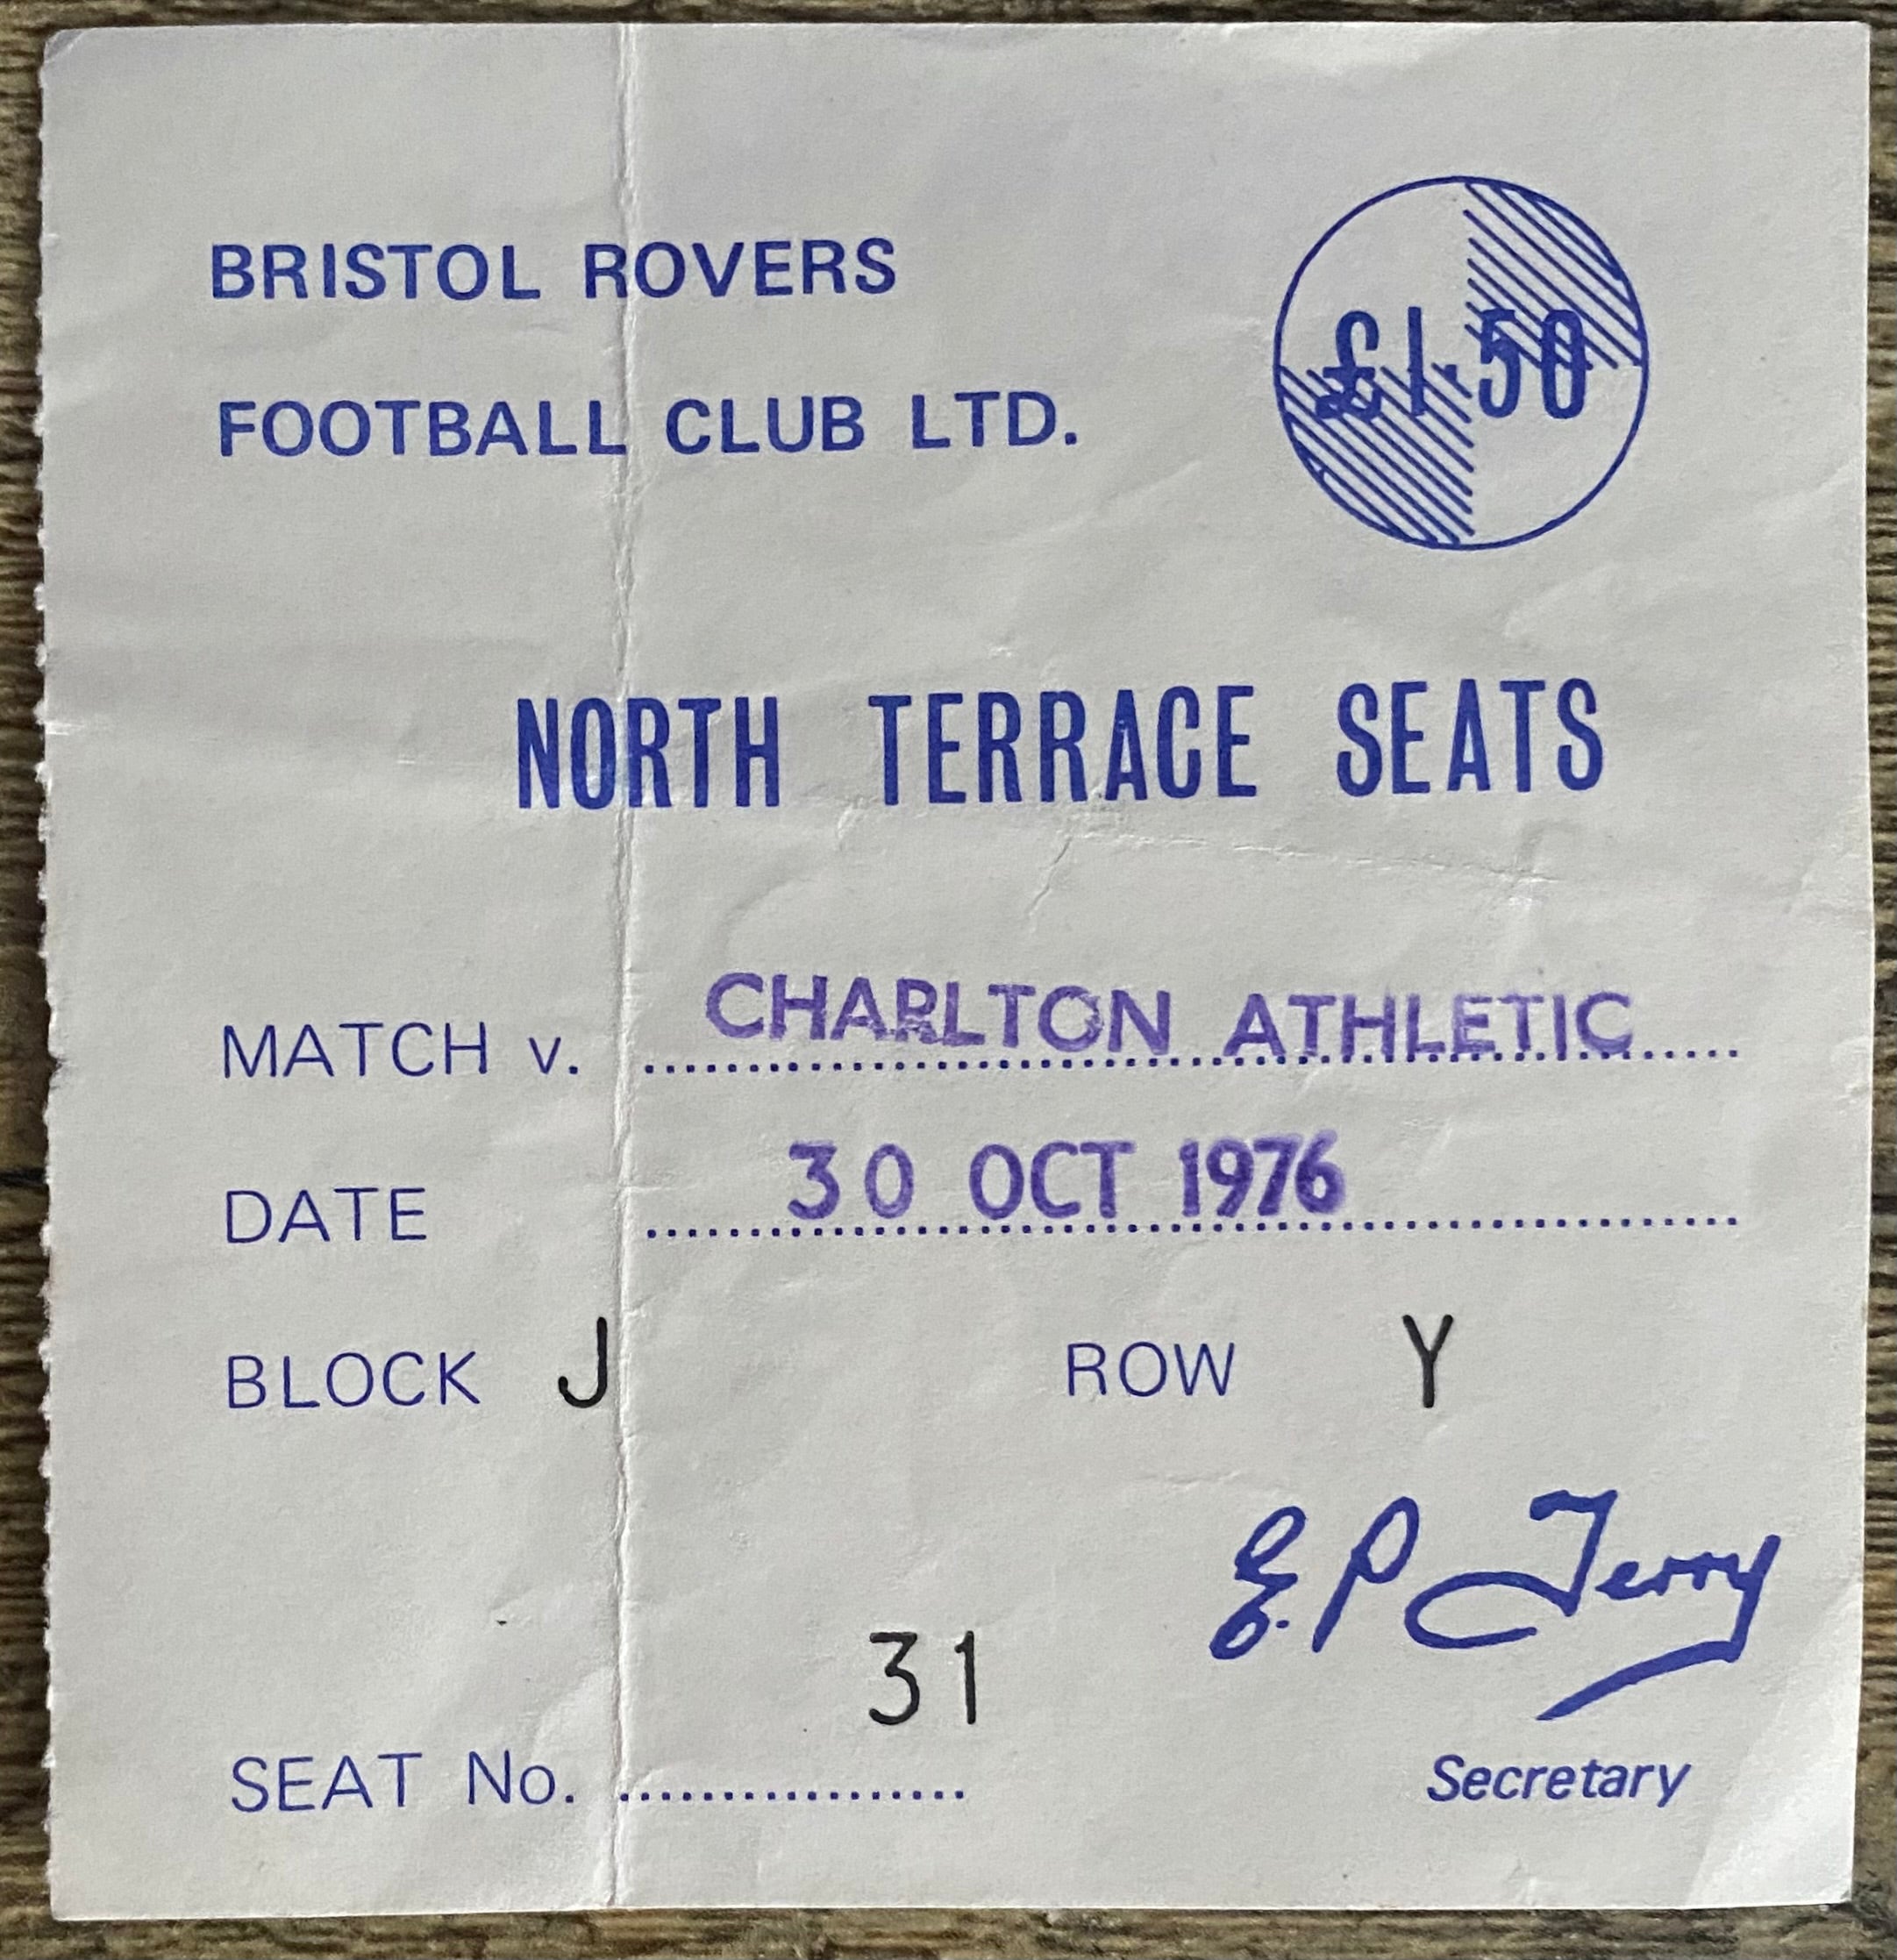 BRISTOL ROVERS
FOOTBALL CLUB LTD.
£1.50
NORTH TERRACE SEATS
MATCH v. CHARLTON ATHLETIC
DATE 30 OCT 1976
BLOCK J ROW Y
E. P Terry
SEAT No. 31
Secretary